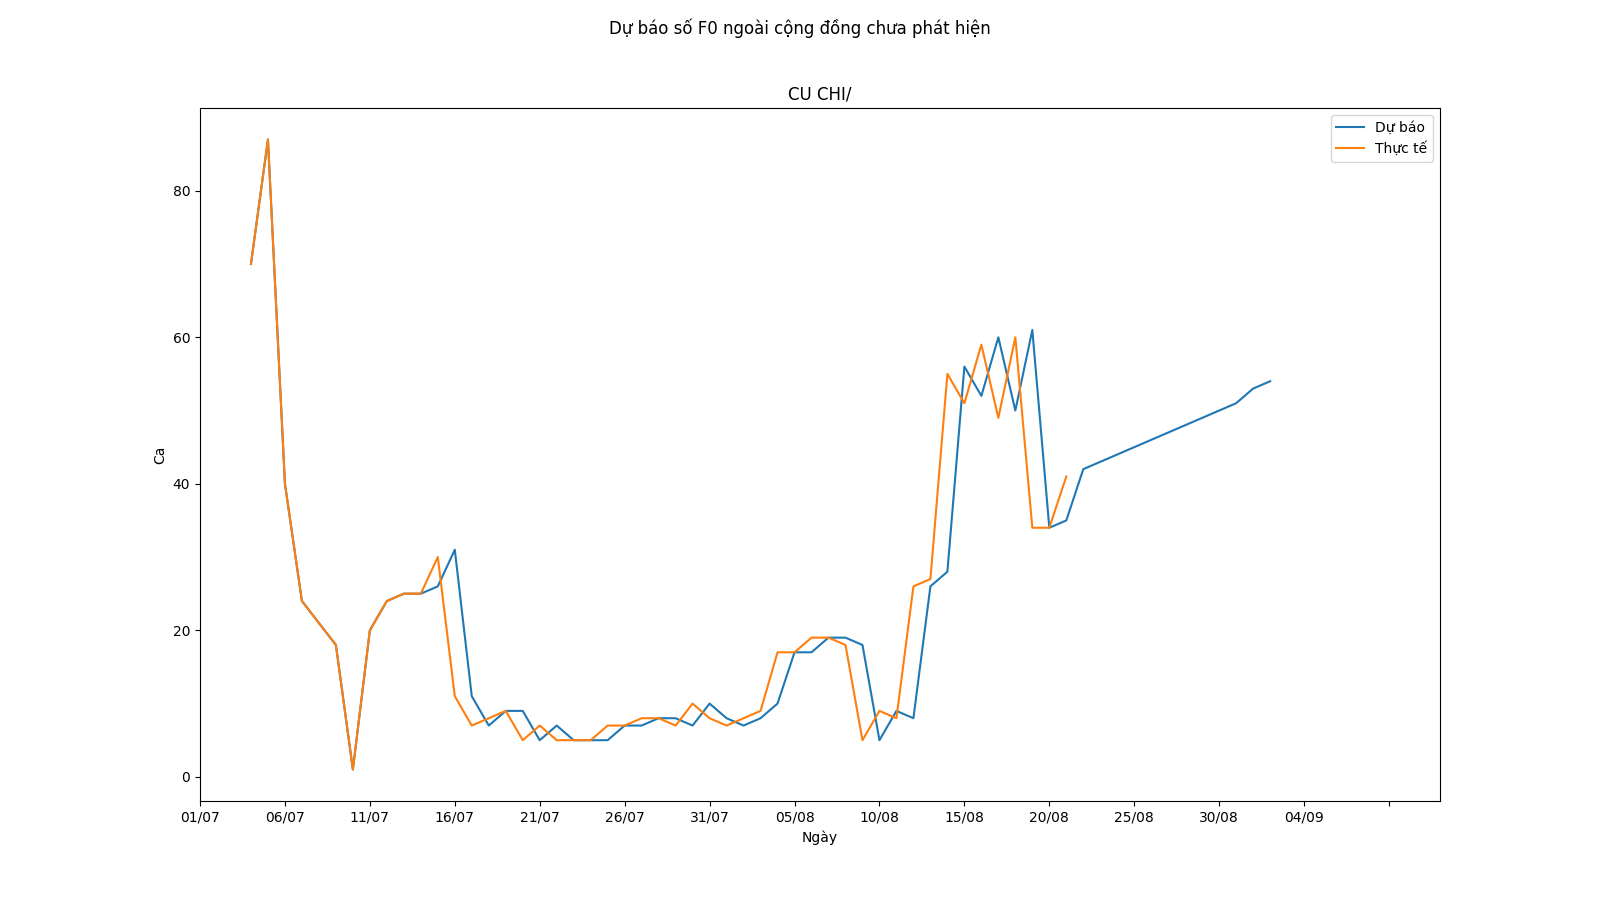 Dự báo số F0 ngoài cộng đồng chưa phát hiện
CU CHI/
Dự báo
Thực tế
80
60
40
20
0
Ca
01/07 06/07 11/07 16/07 21/07 26/07 31/07 05/08 10/08 15/08 20/08 25/08 30/08 04/09
Ngày